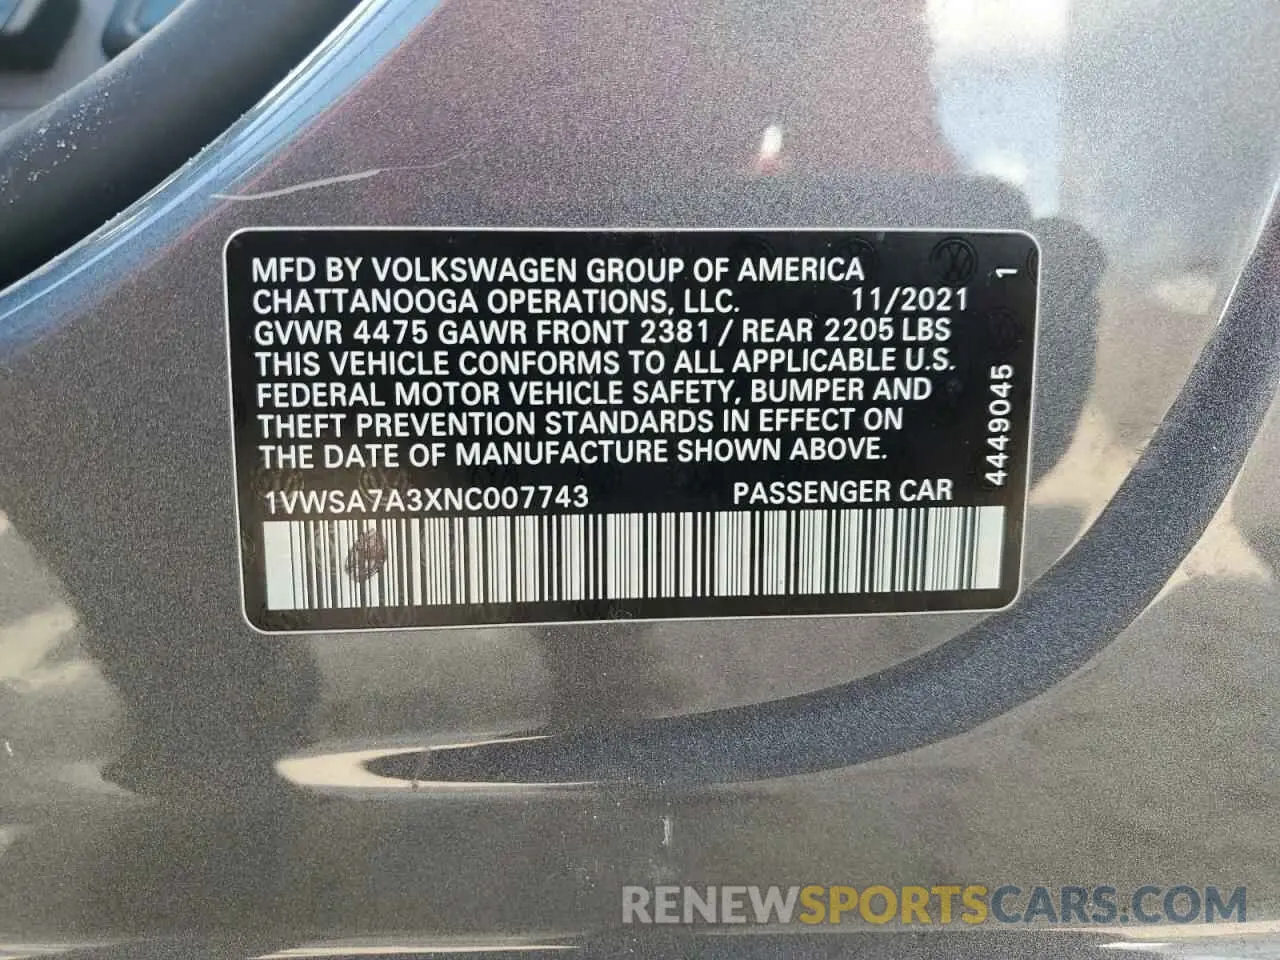 MFD BY VOLKSWAGEN GROUP OF AMERICA
CHATTANOOGA OPERATIONS, LLC. 11/2021
GVWR 4475 GAWR FRONT 2381 / REAR 2205 LBS
THIS VEHICLE CONFORMS TO ALL APPLICABLE U.S.
FEDERAL MOTOR VEHICLE SAFETY, BUMPER AND
THEFT PREVENTION STANDARDS IN EFFECT ON
THE DATE OF MANUFACTURE SHOWN ABOVE.
1VWSA7A3XNC007743 PASSENGER CAR
4449045 1
RENEWSPORTSCARS.COM